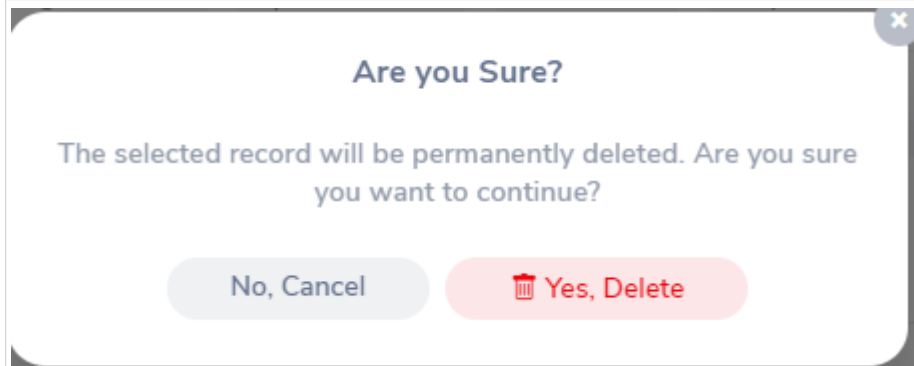 Are you Sure?
The selected record will be permanently deleted. Are you sure
you want to continue?
No, Cancel
Yes, Delete